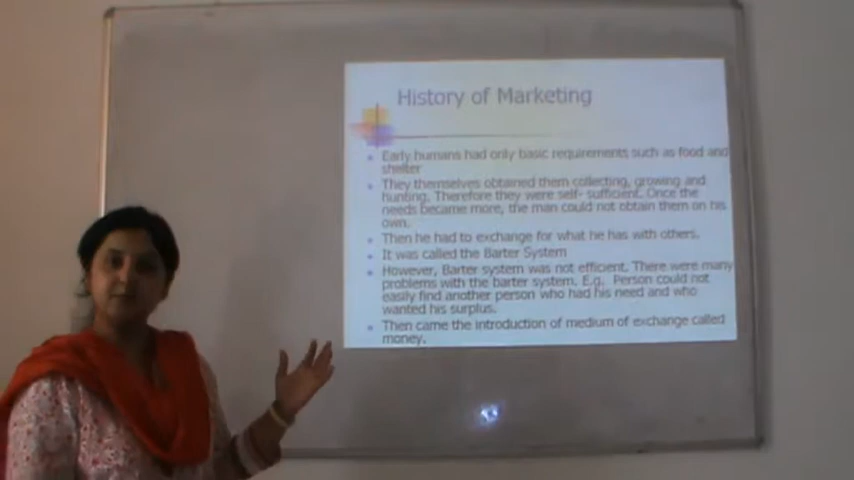 History of Marketing
Early humans had only basic requirements such as food and
shelter
They themselves obtained them collecting, growing and
hunting. Therefore they were self- sufficient. Once the
needs became more, the man could not obtain them on his
own.
Then he had to exchange for what he has with others.
It was called the Barter System
However, Barter system was not efficient. There were many
problems with the barter system. E.g. Person could not
easily find another person who had his need and who
wanted his surplus.
Then came the introduction of medium of exchange called
money.